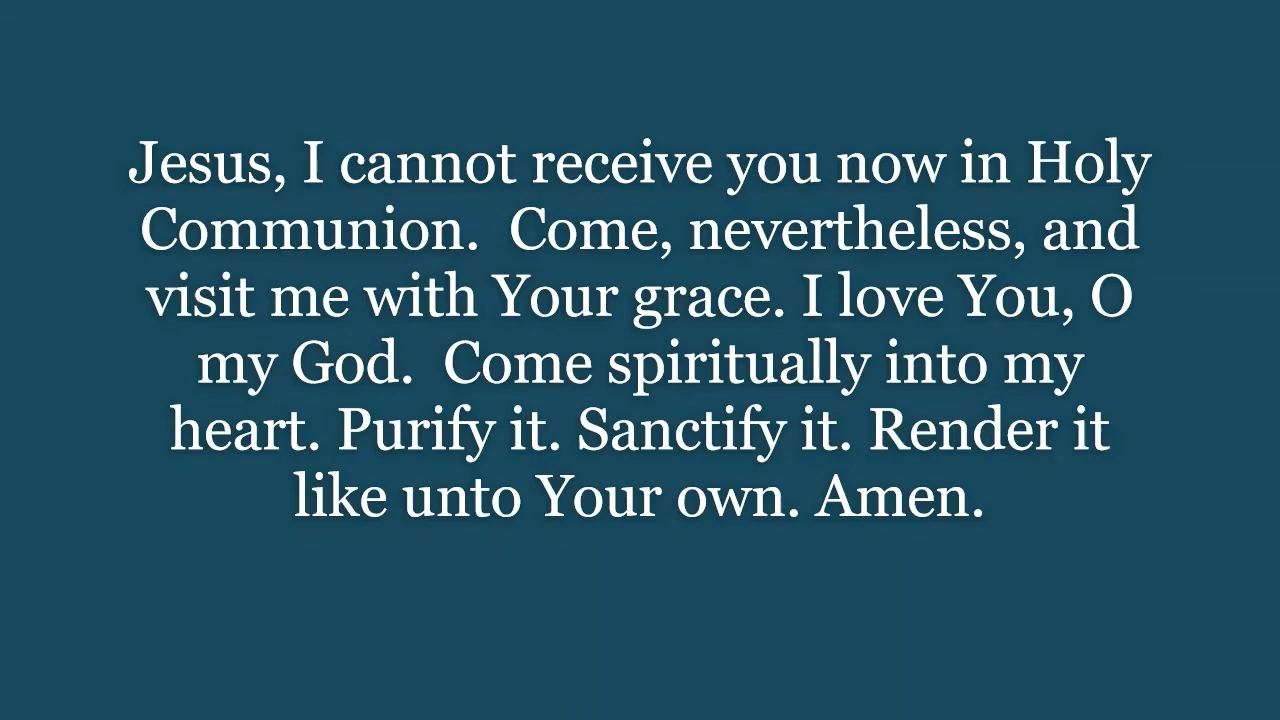 Jesus, I cannot receive you now in Holy
Communion.  Come, nevertheless, and
visit me with Your grace. I love You, O
my God.  Come spiritually into my
heart. Purify it. Sanctify it. Render it
like unto Your own. Amen.